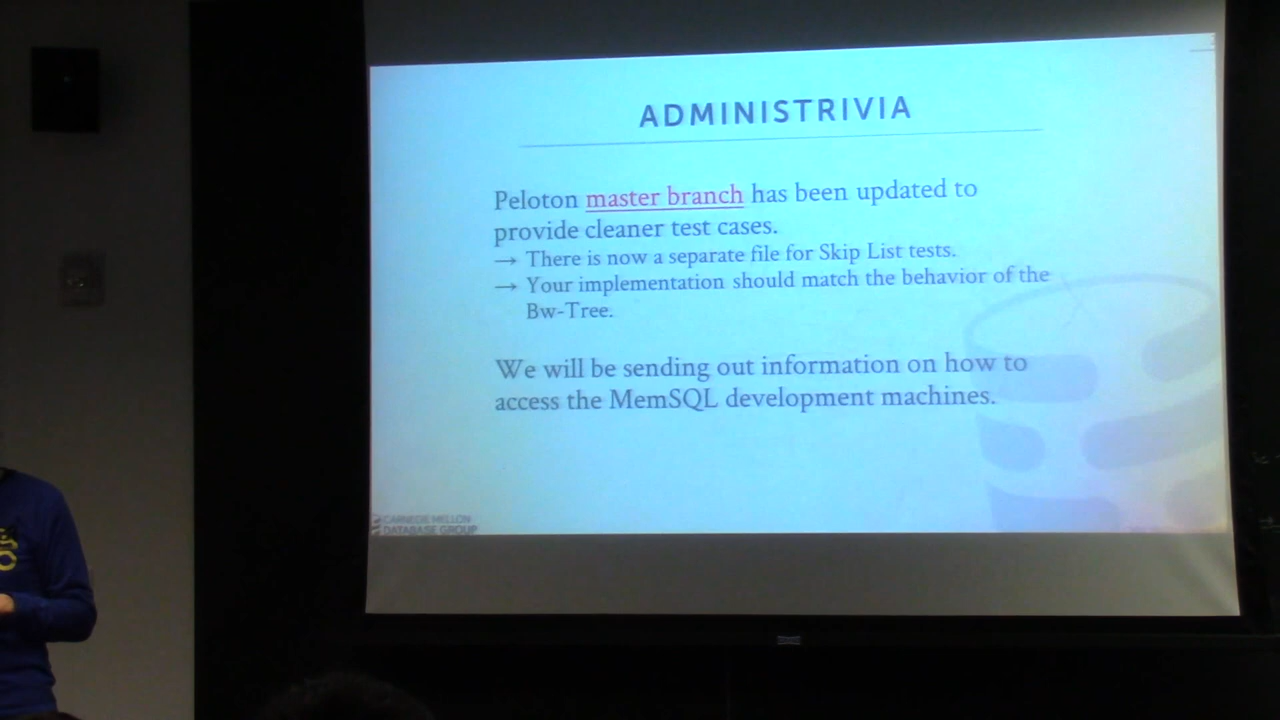 ADMINISTRIVIA
Peloton master branch has been updated to
provide cleaner test cases.
→ There is now a separate file for Skip List tests.
→ Your implementation should match the behavior of the
Bw-Tree.
We will be sending out information on how to
access the MemSQL development machines.
CARNEGIE MELLON
DATABASE GROUP